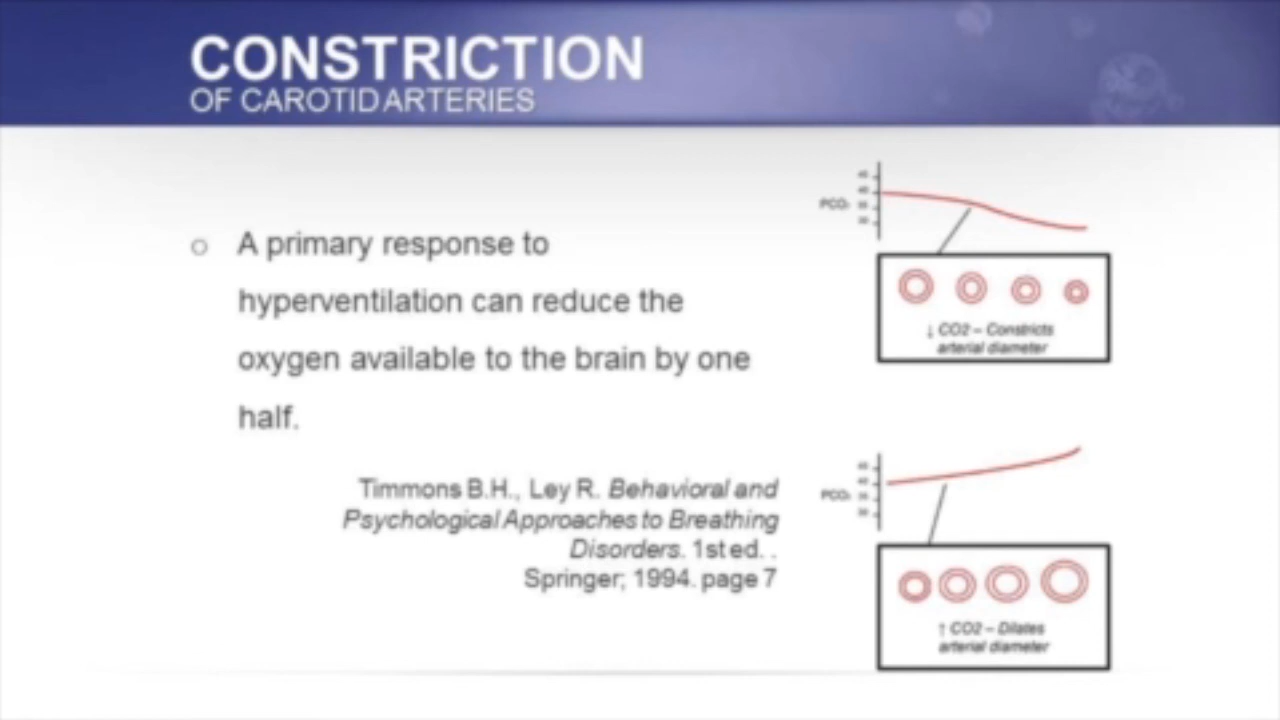 CONSTRICTION
OF CAROTID ARTERIES
A primary response to
hyperventilation can reduce the
oxygen available to the brain by one
half.
Timmons B.H., Ley R. Behavioral and
Psychological Approaches to Breathing
Disorders. 1st ed. .
Springer; 1994. page 7
PCO₂
↓ CO2 – Constricts
arterial diameter
PCO₂
↑ CO2 – Dilates
arterial diameter